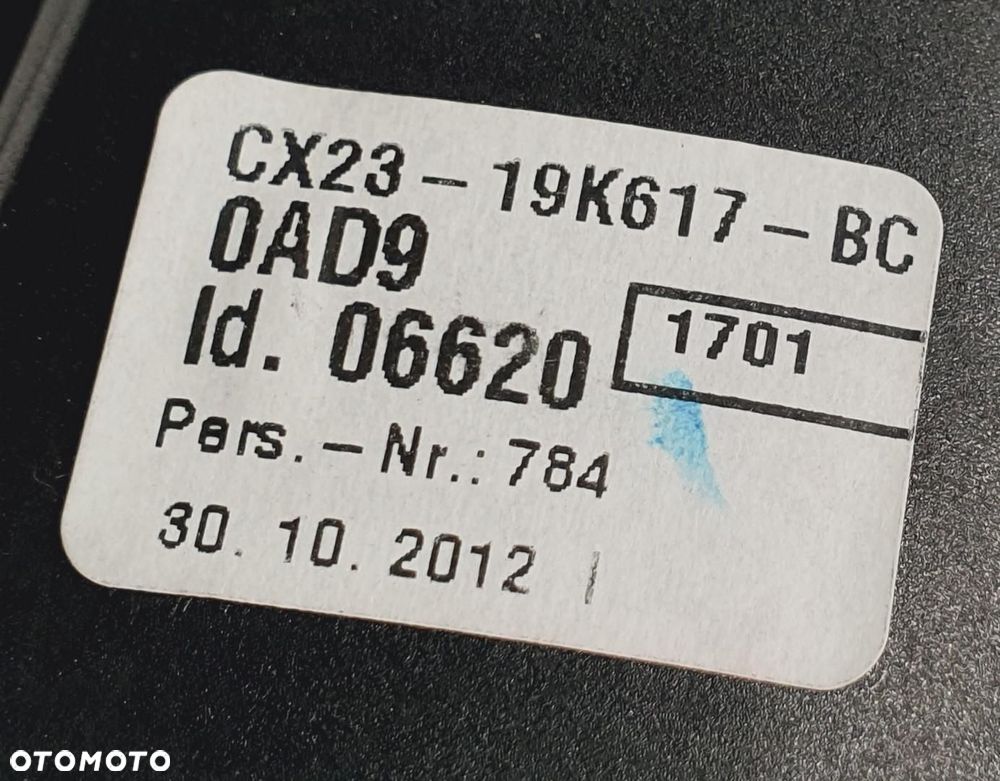 CX23-19K617-BC
0AD9
Id. 06620 1701
Pers.-Nr.: 784
30. 10. 2012
OTOMOTO